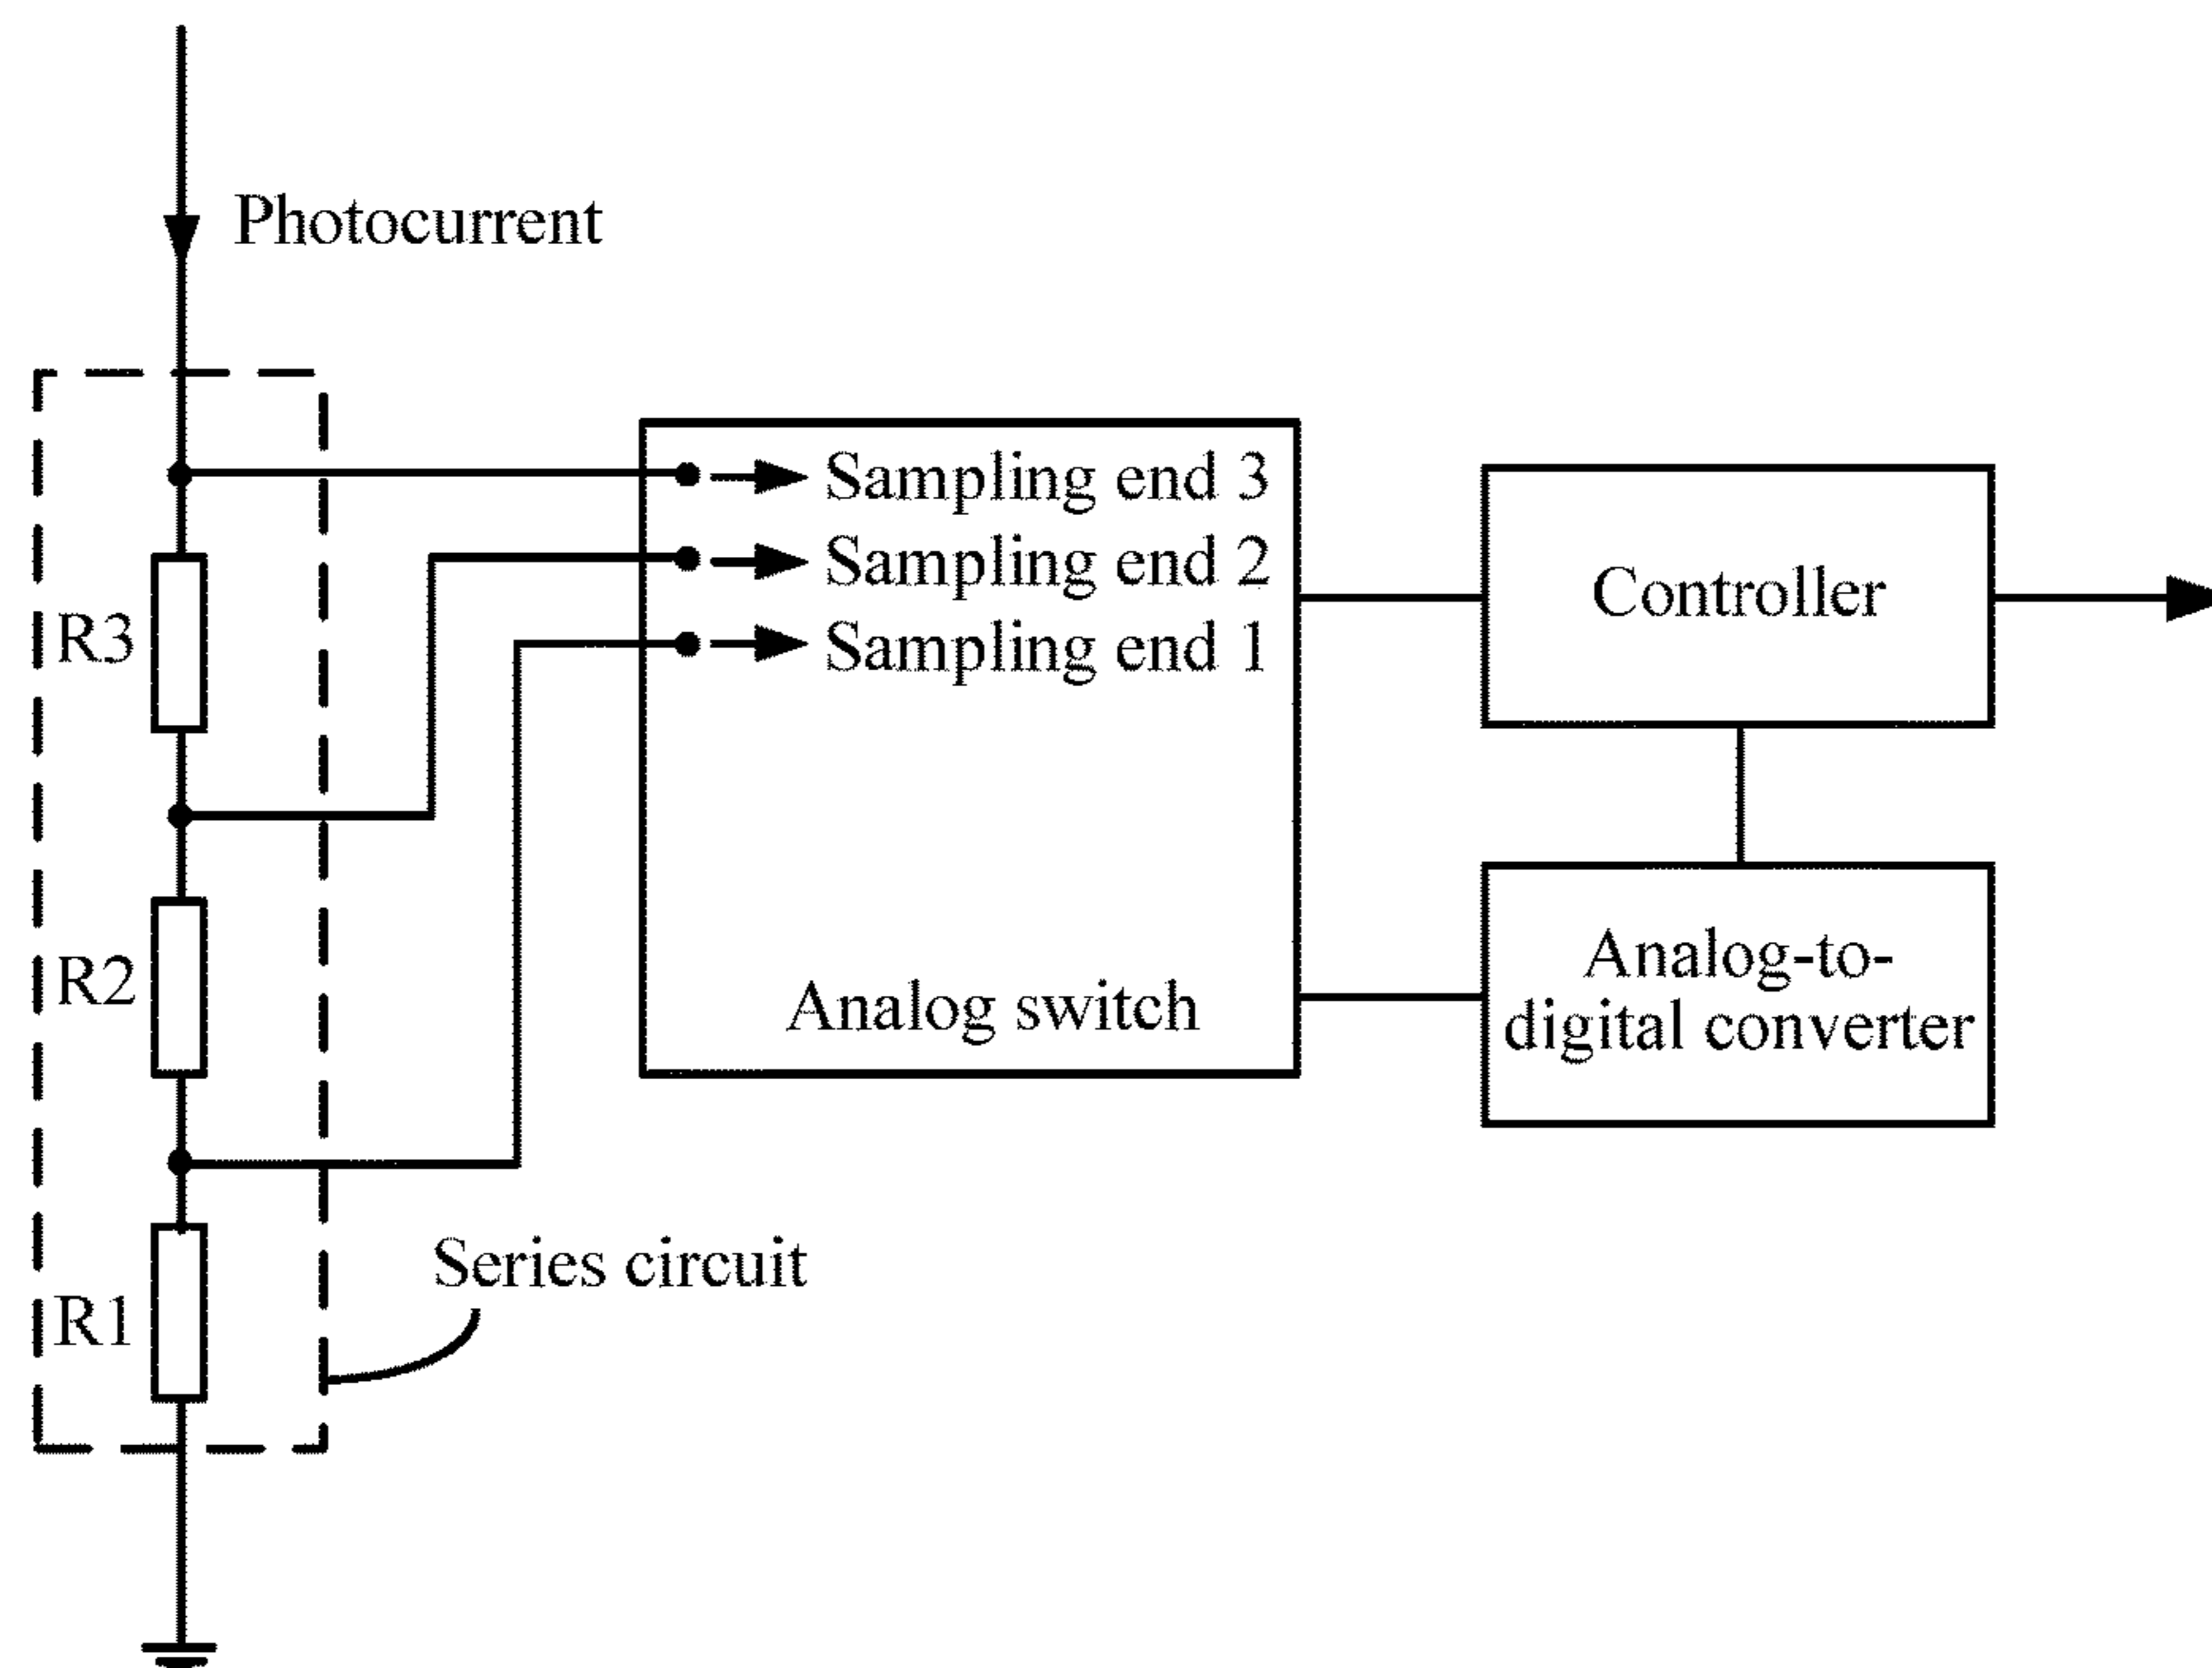 Photocurrent
Sampling end 3
Sampling end 2
Sampling end 1
Controller
R3
R2
Analog switch
Analog-to-
digital converter
Series circuit
R1